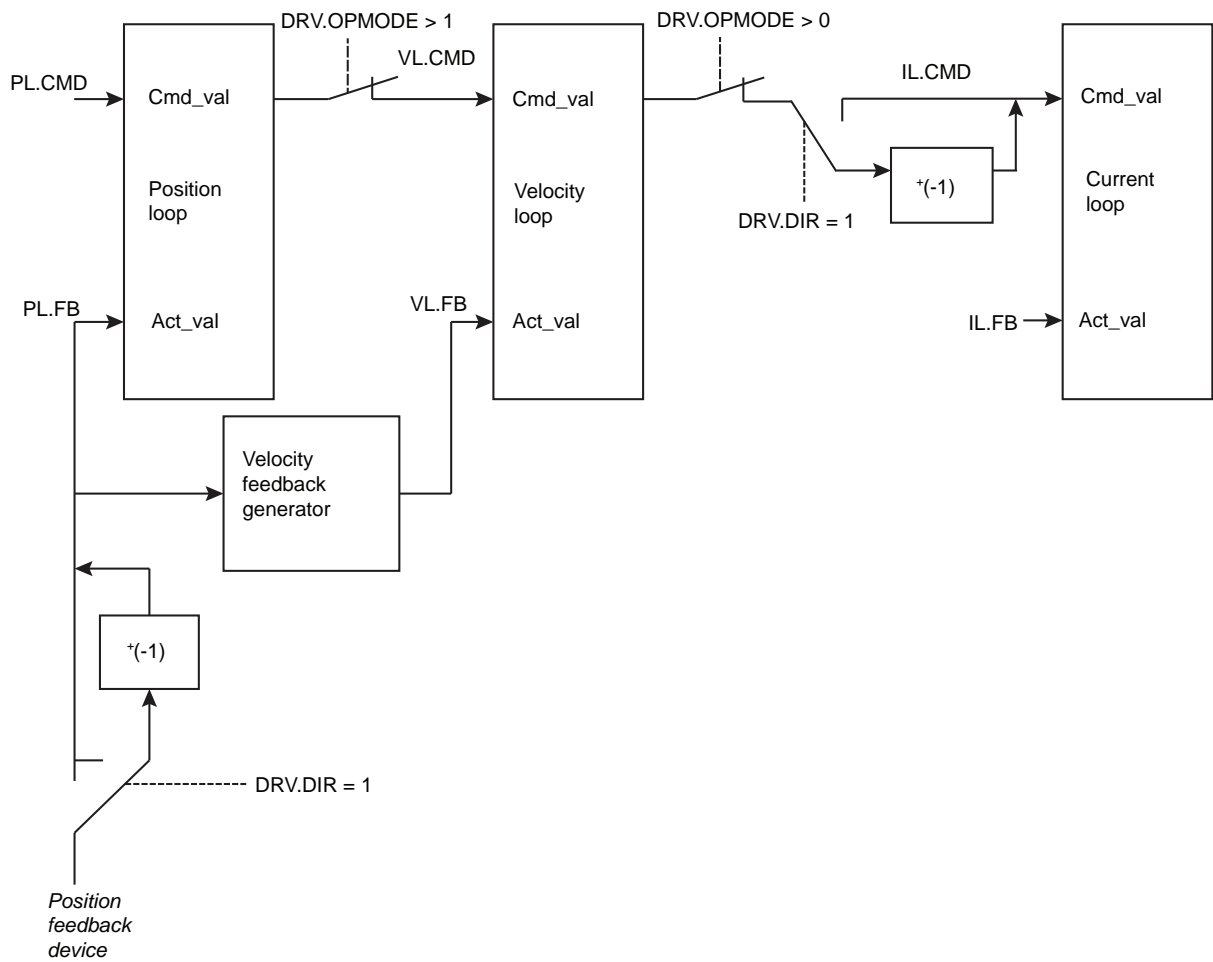 DRV.OPMODE > 1
DRV.OPMODE > 0
PL.CMD
Cmd_val
VL.CMD
Cmd_val
IL.CMD
Cmd_val
Position
loop
Velocity
loop
+(-1)
Current
loop
DRV.DIR = 1
PL.FB
Act_val
VL.FB
Act_val
IL.FB
Act_val
Velocity
feedback
generator
+(-1)
DRV.DIR = 1
Position
feedback
device